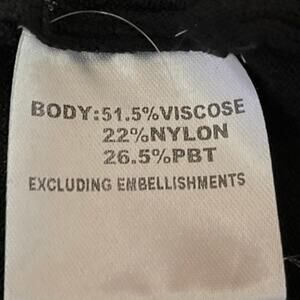 BODY:51.5%VISCOSE
22%NYLON
26.5%PBT
EXCLUDING EMBELLISHMENTS